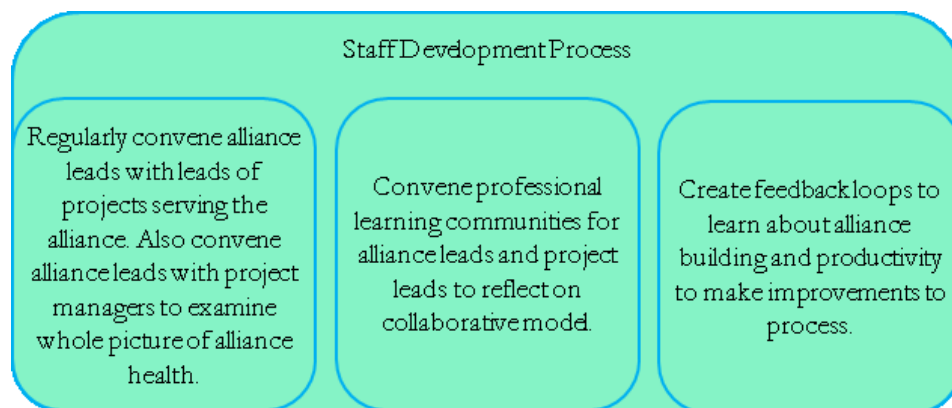 Staff Development Process
Regularly convene alliance
leads with leads of
projects serving the
alliance. Also convene
alliance leads with project
managers to examine
whole picture of alliance
health.
Convene professional
learning communities for
alliance leads and project
leads to reflect on
collaborative model.
Create feedback loops to
learn about alliance
building and productivity
to make improvements to
process.